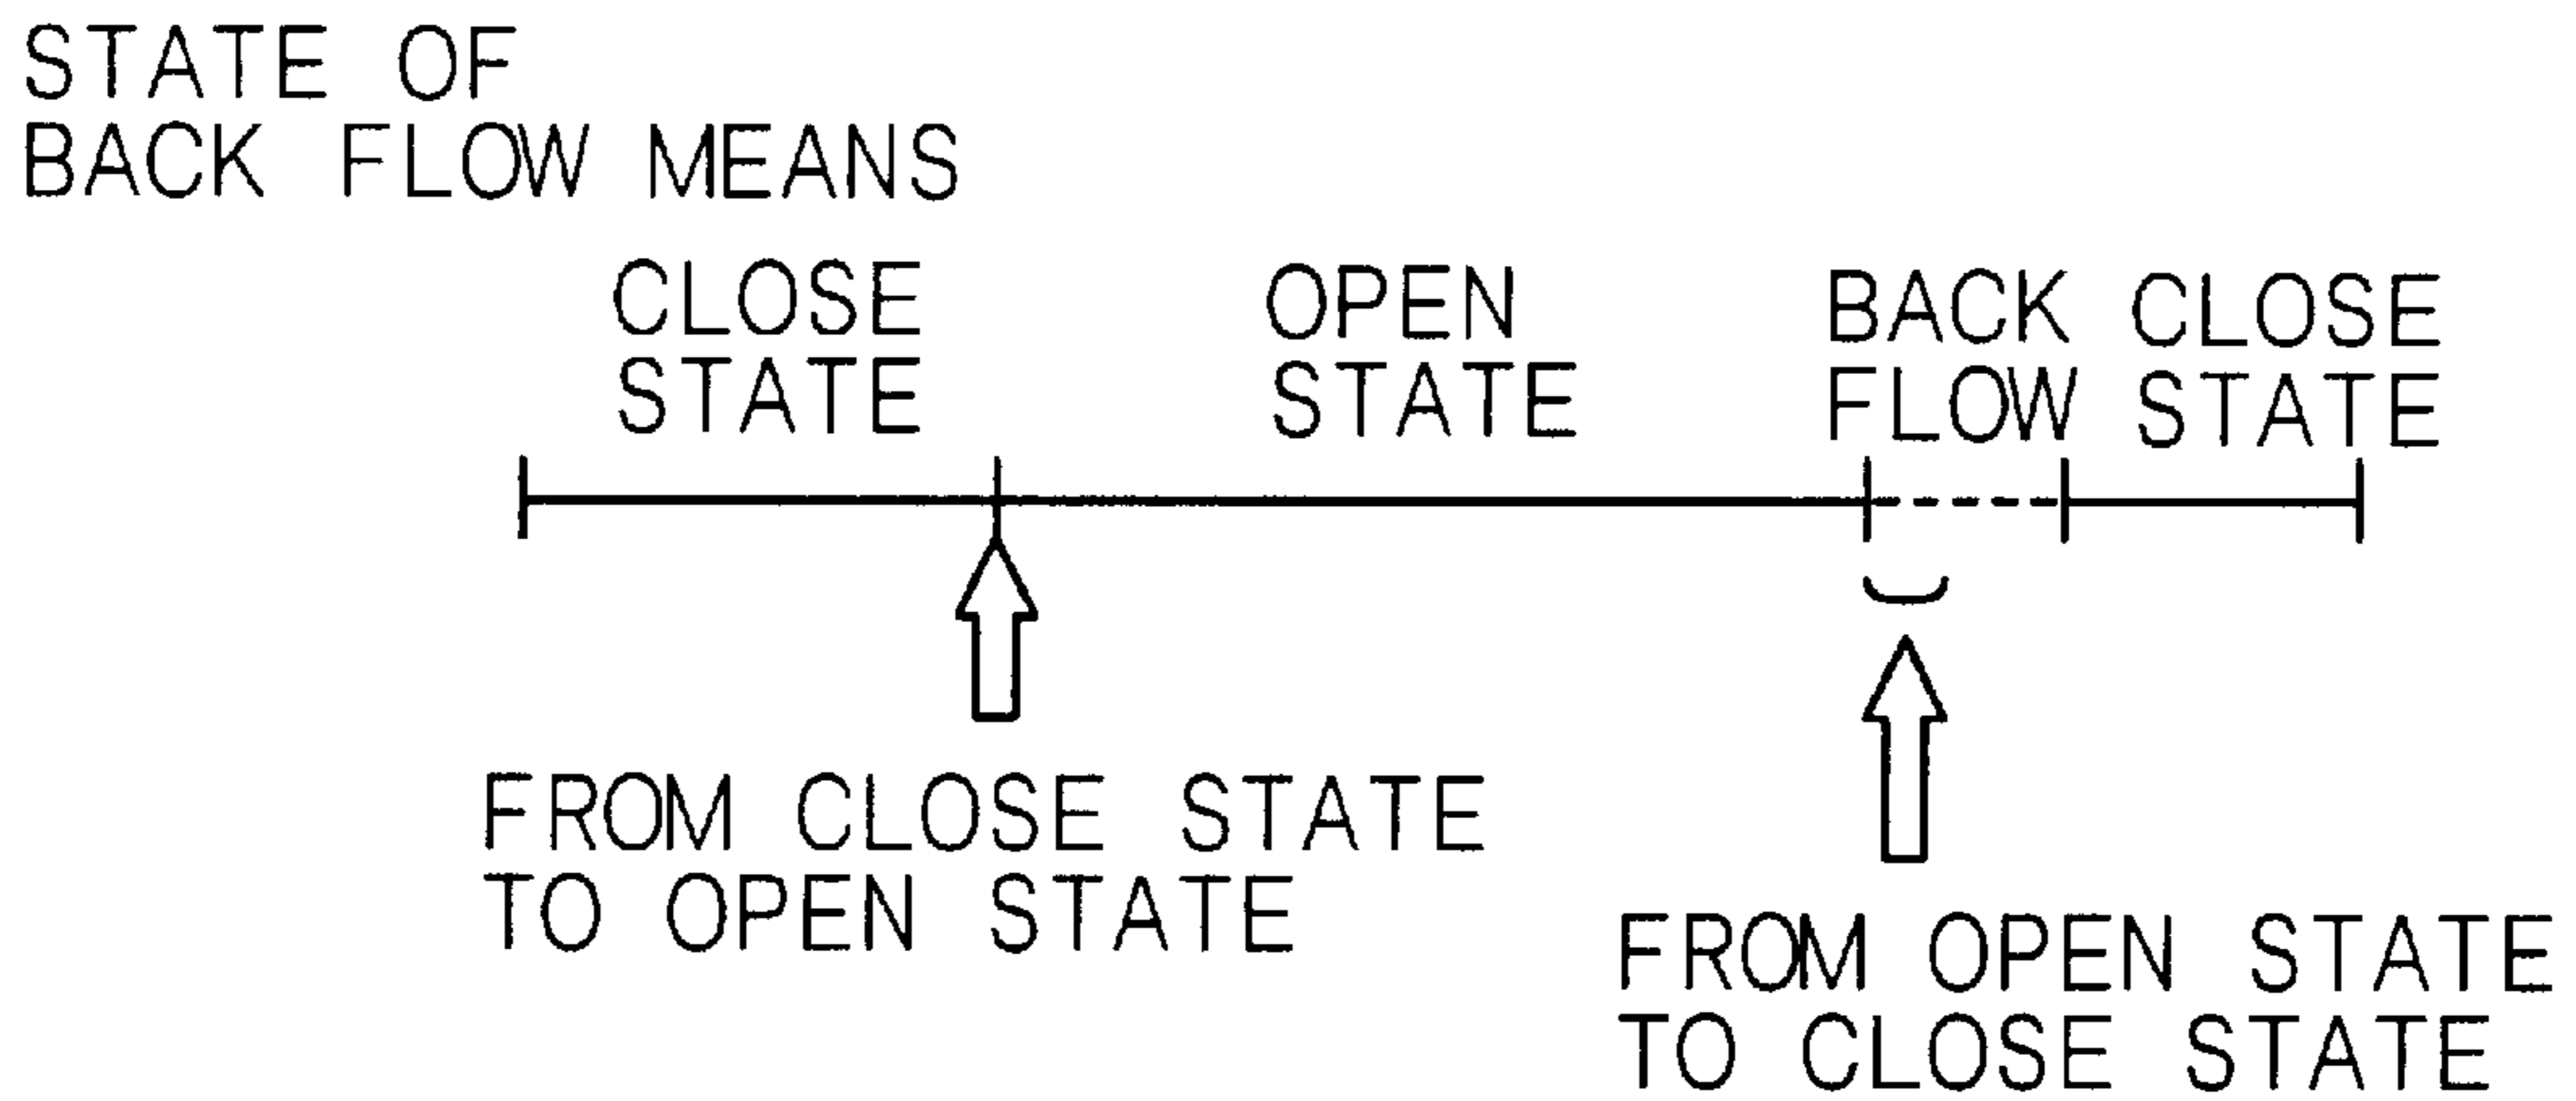 STATE OF
BACK FLOW MEANS
CLOSE
STATE
OPEN
STATE
BACK
FLOW
CLOSE
STATE
FROM CLOSE STATE
TO OPEN STATE
FROM OPEN STATE
TO CLOSE STATE